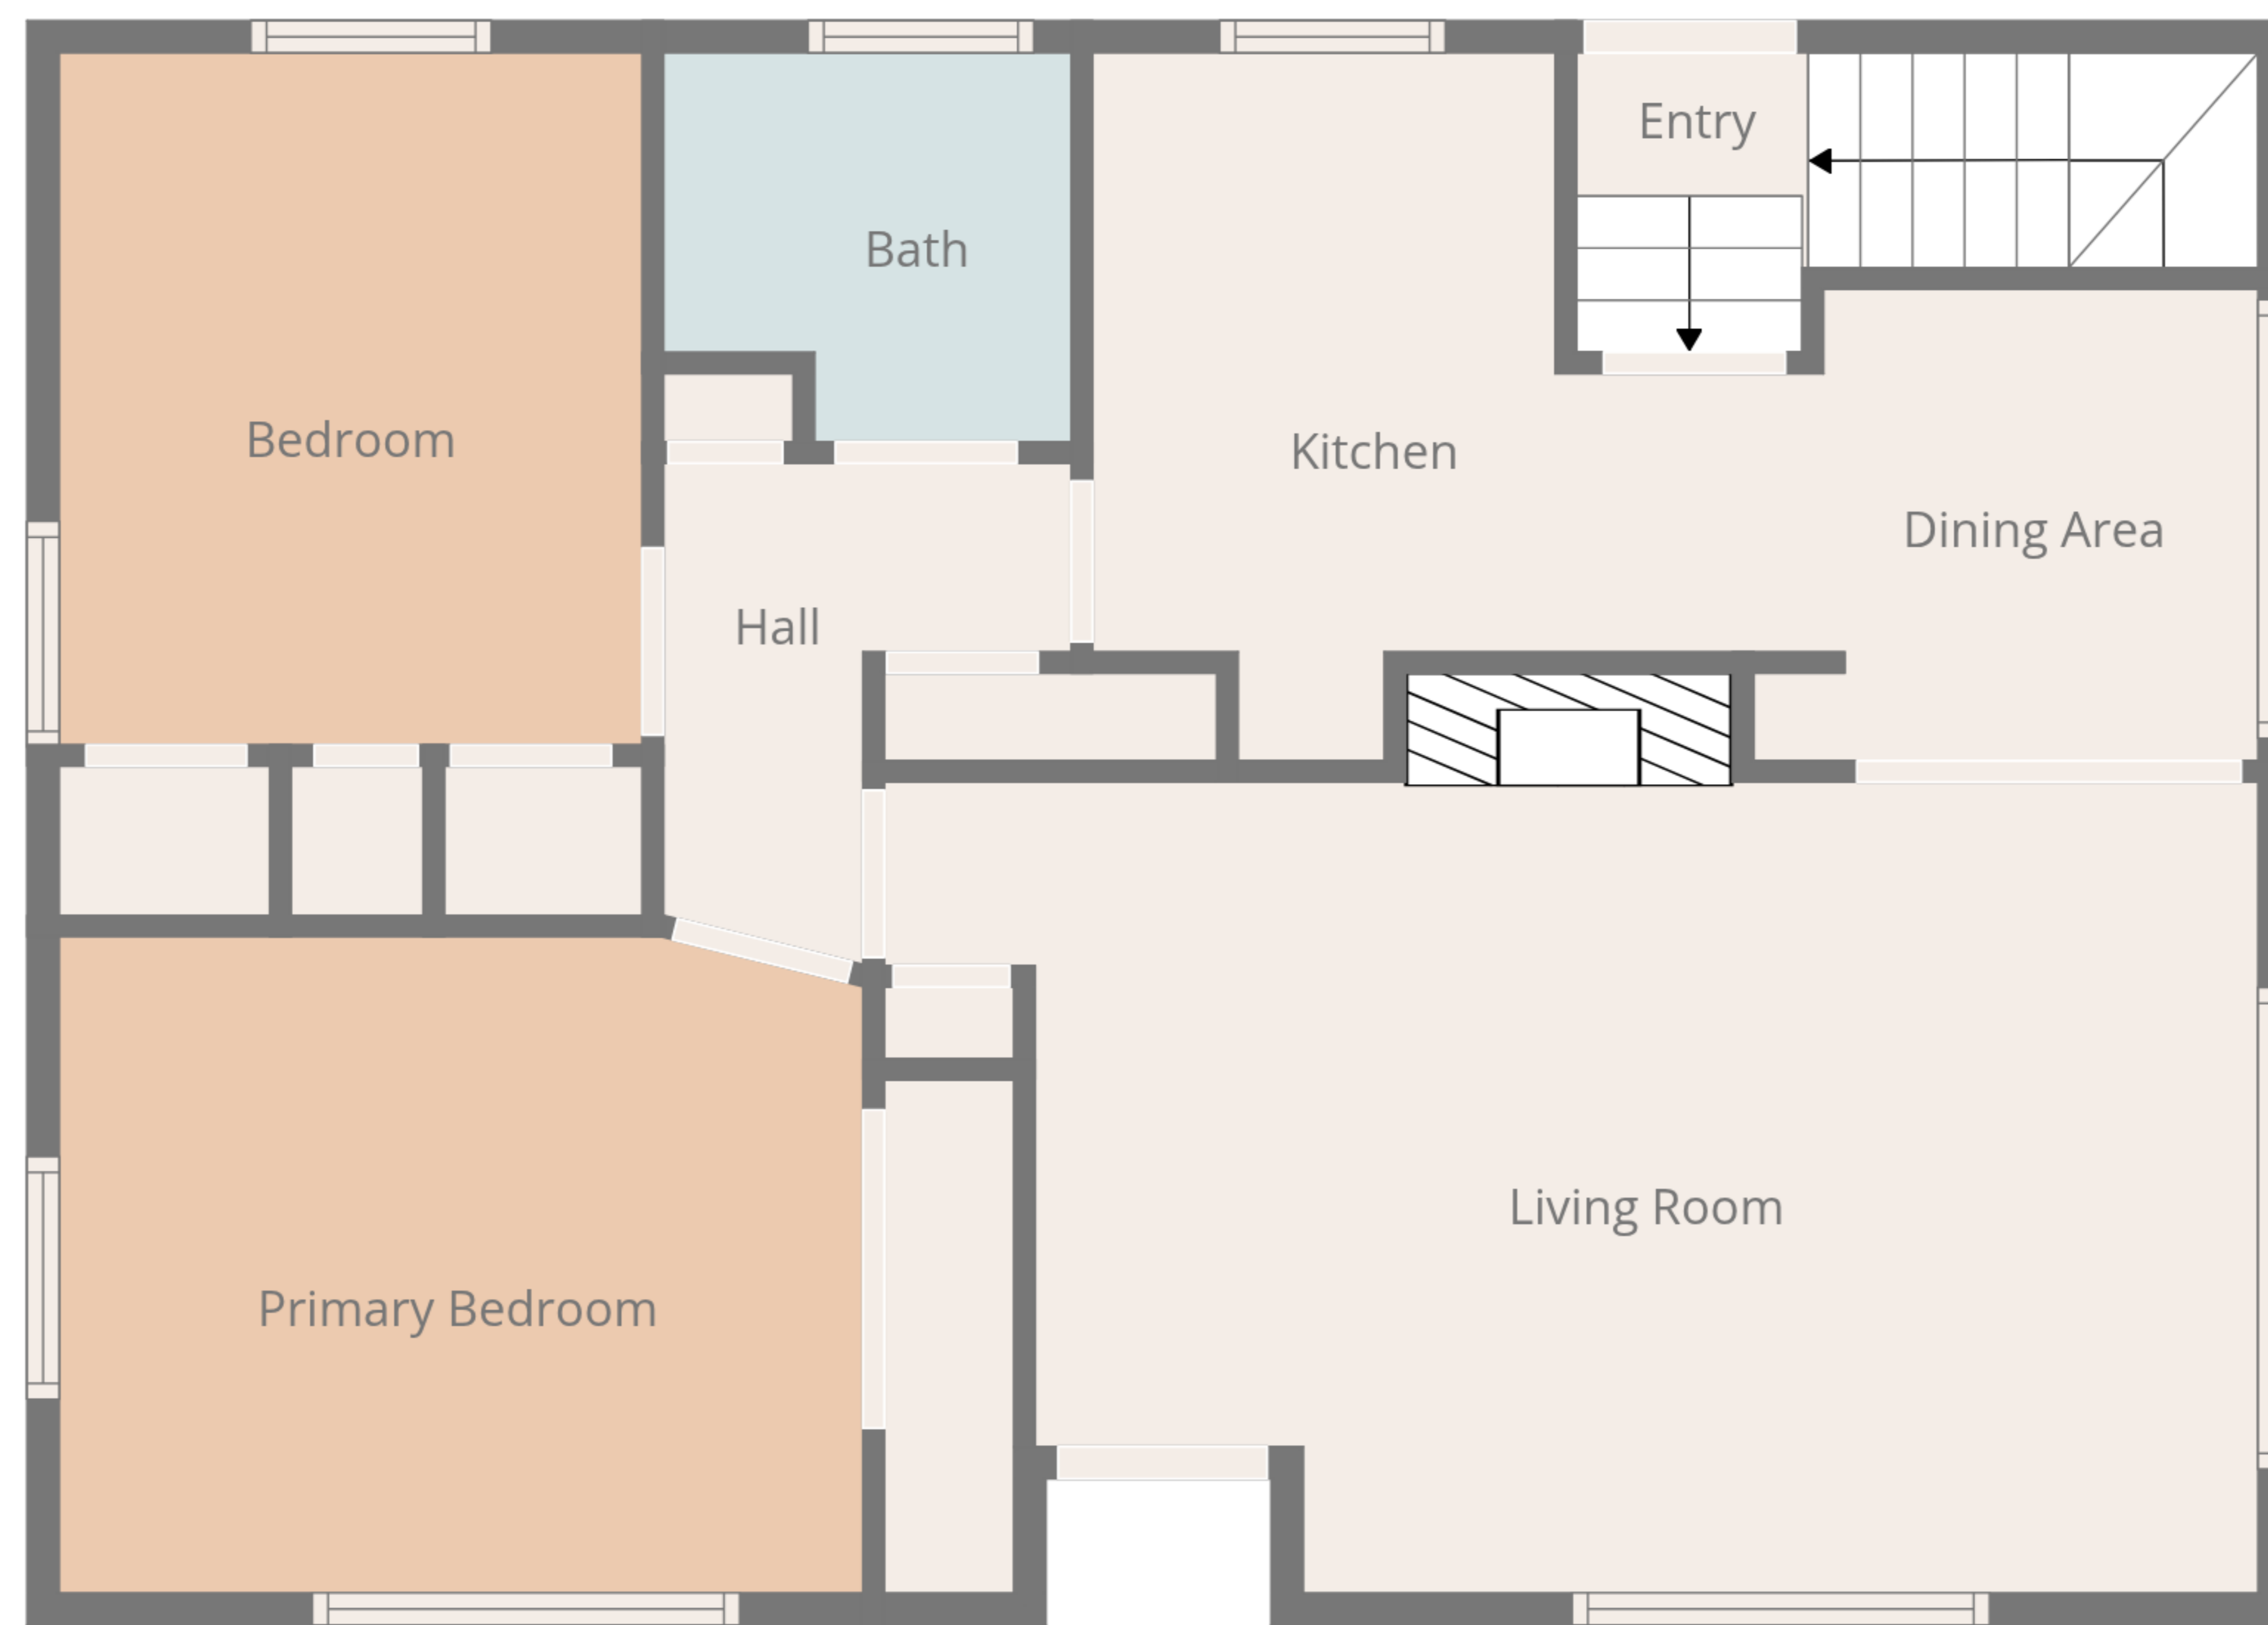 Entry
Bath
Bedroom
Kitchen
Dining Area
Hall
Living Room
Primary Bedroom